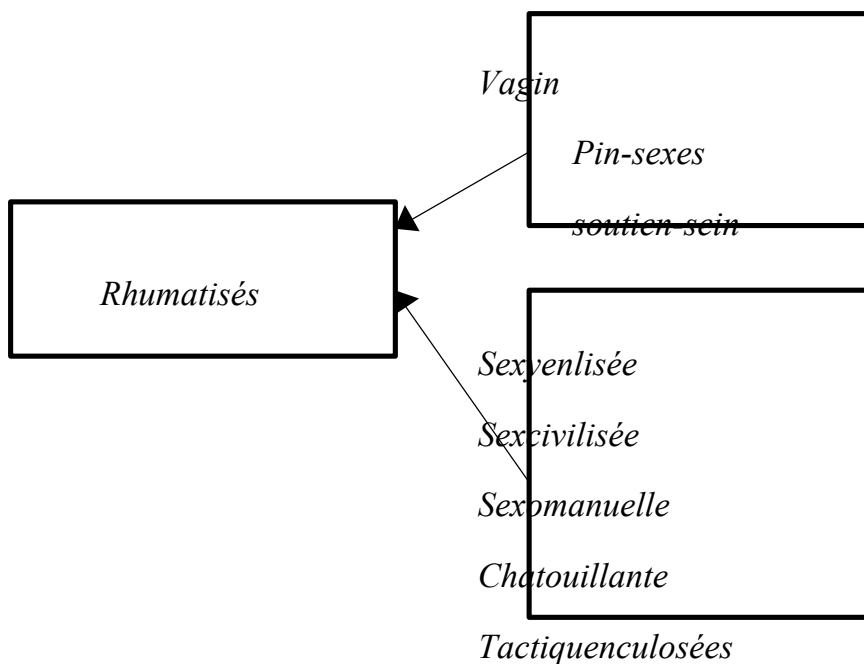 Vagin
Pin-sexes
soutien-sein
Rhumatisés
Sexyenlisée
Sexcivilisée
Sexomanuelle
Chatouillante
Tactiquenculosées